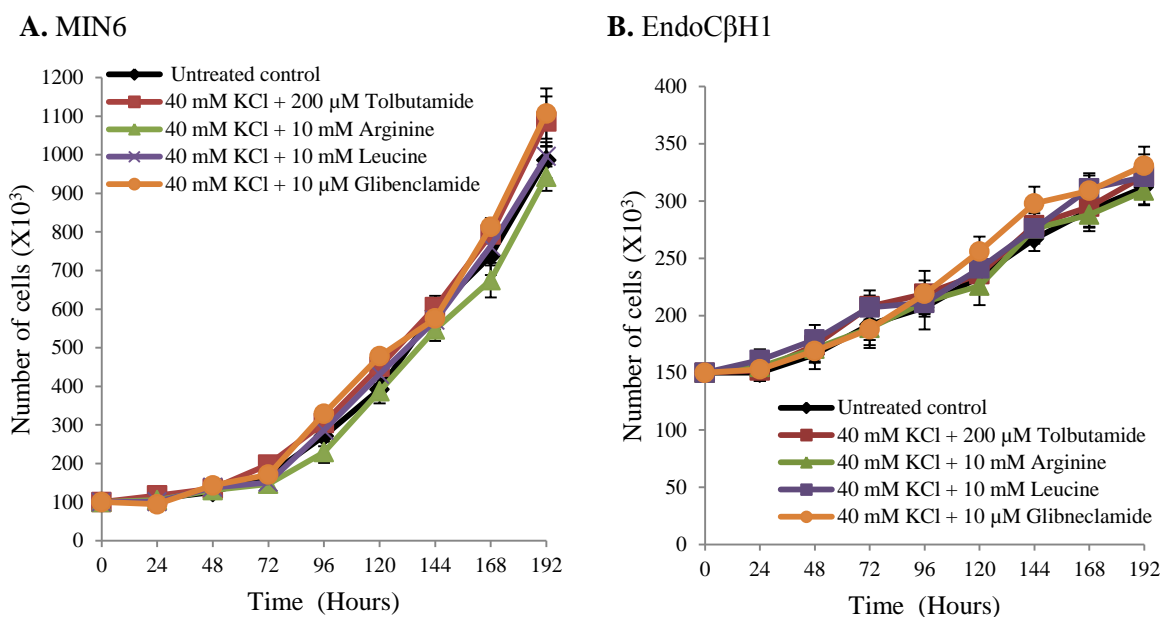 A. MIN6
1200
1100
1000
900
800
700
600
500
400
300
200
100
0
Number of cells (X10³)
Untreated control
40 mM KCl + 200 µM Tolbutamide
40 mM KCl + 10 mM Arginine
40 mM KCl + 10 mM Leucine
40 mM KCl + 10 µM Glibenclamide
0 24 48 72 96 120 144 168 192
Time (Hours)
B. EndoCβH1
400
350
300
250
200
150
100
50
0
Number of cells (X10³)
Untreated control
40 mM KCl + 200 µM Tolbutamide
40 mM KCl + 10 mM Arginine
40 mM KCl + 10 mM Leucine
40 mM KCl + 10 µM Glibneclamide
0 24 48 72 96 120 144 168 192
Time (Hours)